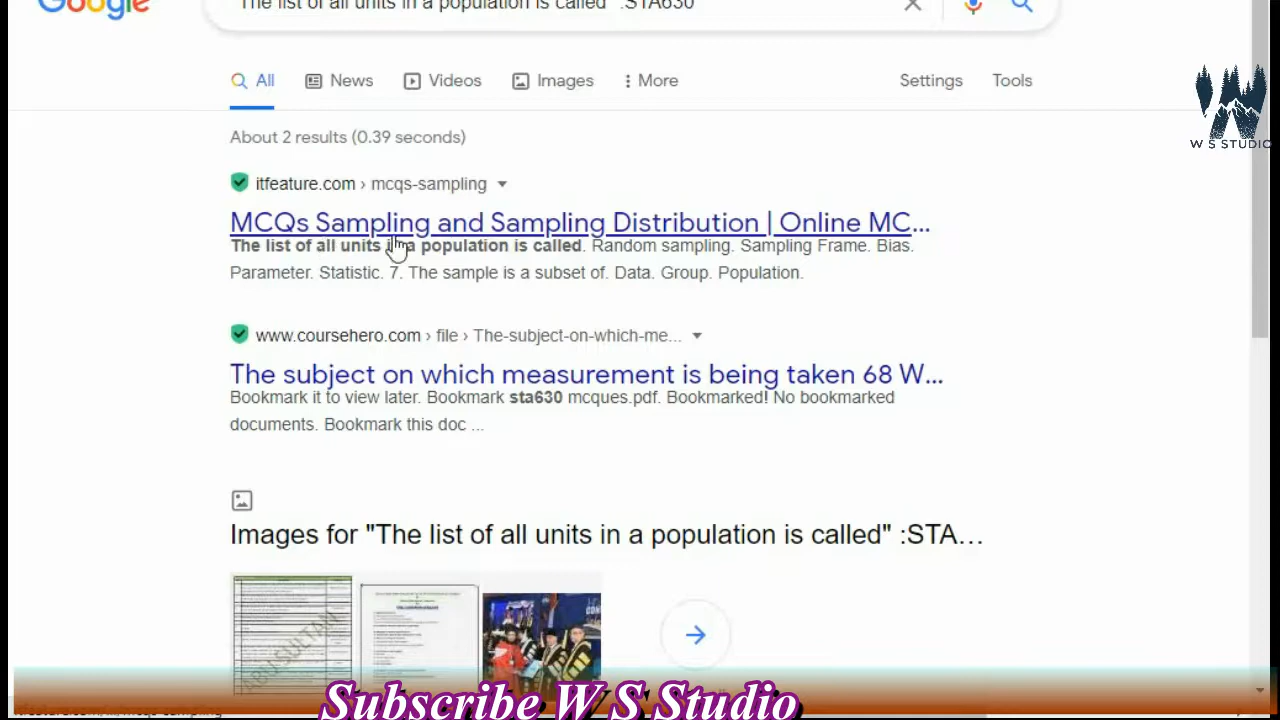 Google
"The list of all units in a population is called" :STA630
All News Videos Images More Settings Tools
About 2 results (0.39 seconds)
W S STUDIO
itfeature.com › mcqs-sampling
MCQs Sampling and Sampling Distribution | Online MC...
The list of all units in a population is called. Random sampling. Sampling Frame. Bias.
Parameter. Statistic. 7. The sample is a subset of. Data. Group. Population.
www.coursehero.com › file › The-subject-on-which-me...
The subject on which measurement is being taken 68 W...
Bookmark it to view later. Bookmark sta630 mcques.pdf. Bookmarked! No bookmarked
documents. Bookmark this doc ...
Images for "The list of all units in a population is called" :STA...
Subscribe W S Studio